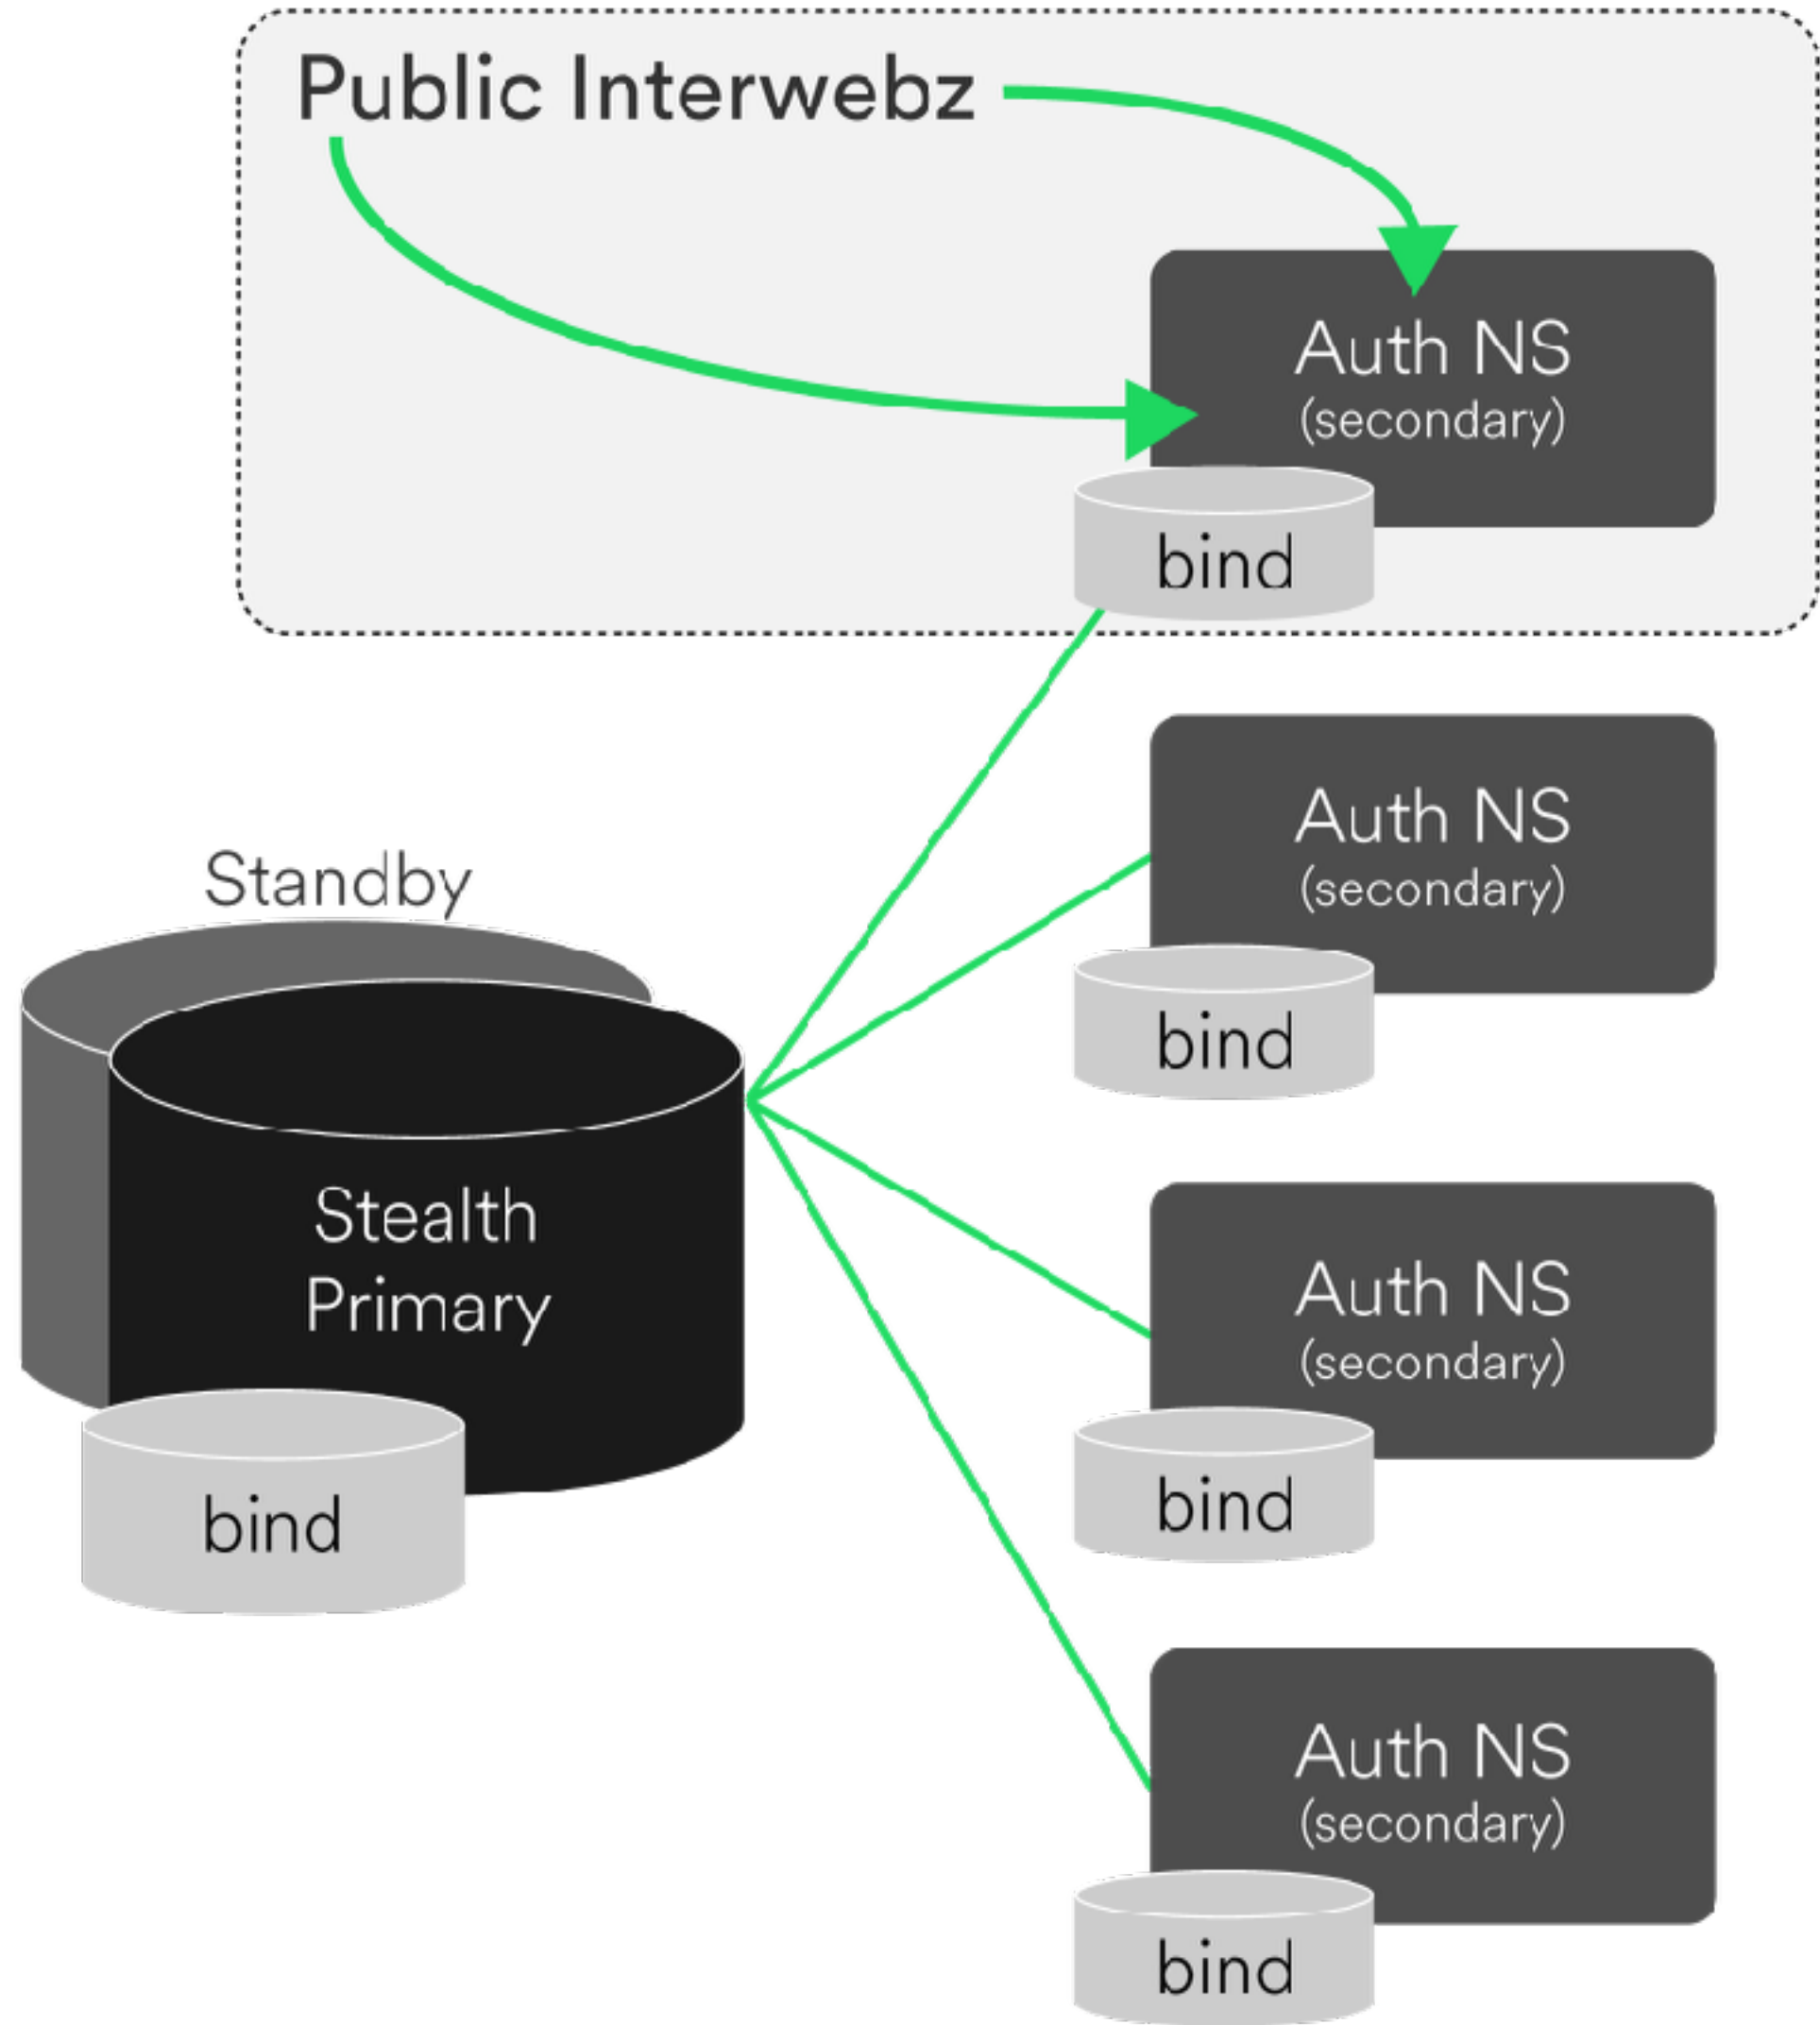 Public Interwebz
Auth NS
(secondary)
bind
Auth NS
(secondary)
bind
Standby
Stealth
Primary
bind
Auth NS
(secondary)
bind
Auth NS
(secondary)
bind